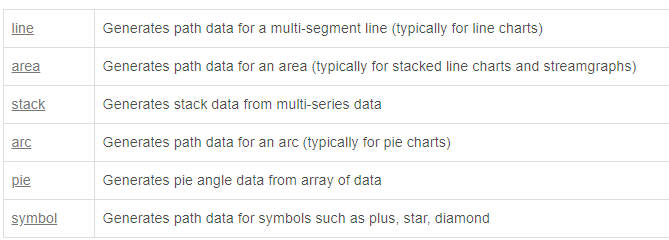 line Generates path data for a multi-segment line (typically for line charts)
area Generates path data for an area (typically for stacked line charts and streamgraphs)
stack Generates stack data from multi-series data
arc Generates path data for an arc (typically for pie charts)
pie Generates pie angle data from array of data
symbol Generates path data for symbols such as plus, star, diamond